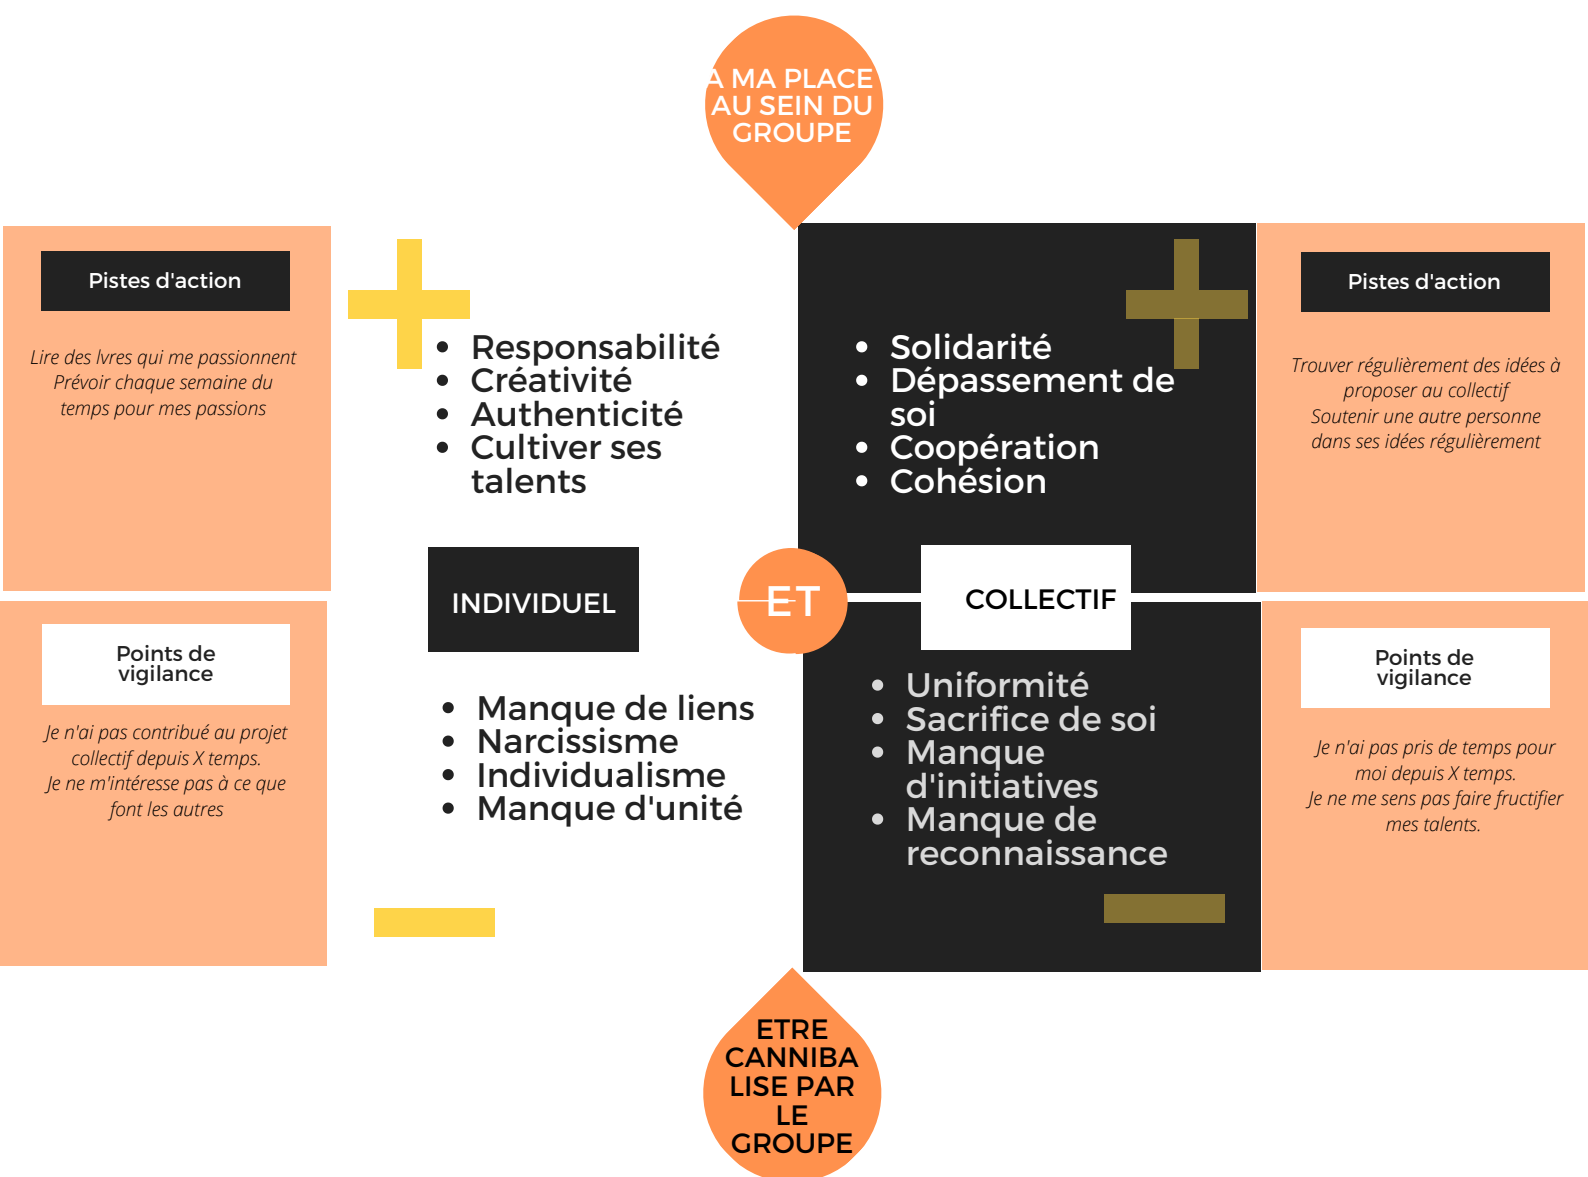 A MA PLACE
AU SEIN DU
GROUPE
Pistes d'action
Lire des lvres qui me passionnent
Prévoir chaque semaine du
temps pour mes passions
• Responsabilité
• Créativité
• Authenticité
• Cultiver ses
talents
• Solidarité
• Dépassement de
soi
• Coopération
• Cohésion
Pistes d'action
Trouver régulièrement des idées à
proposer au collectif
Soutenir une autre personne
dans ses idées régulièrement
INDIVIDUEL
ET
COLLECTIF
Points de
vigilance
Je n'ai pas contribué au projet
collectif depuis X temps.
Je ne m'intéresse pas à ce que
font les autres
• Manque de liens
• Narcissisme
• Individualisme
• Manque d'unité
• Uniformité
• Sacrifice de soi
• Manque
d'initiatives
• Manque de
reconnaissance
Points de
vigilance
Je n'ai pas pris de temps pour
moi depuis X temps.
Je ne me sens pas faire fructifier
mes talents.
ETRE
CANNIBA
LISE PAR
LE
GROUPE